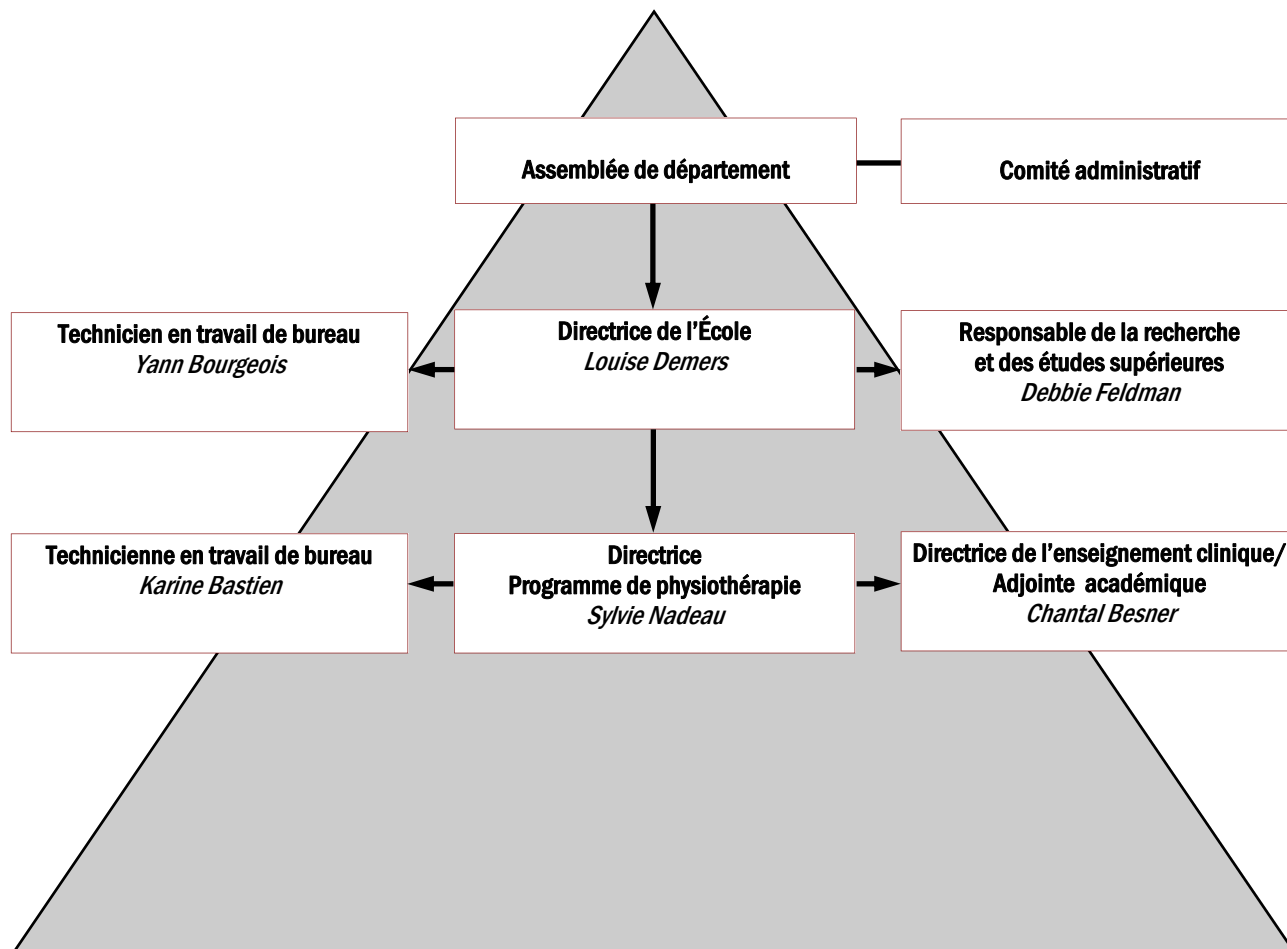 Assemblée de département
Comité administratif
Technicien en travail de bureau
Yann Bourgeois
Directrice de l’École
Louise Demers
Responsable de la recherche
et des études supérieures
Debbie Feldman
Technicienne en travail de bureau
Karine Bastien
Directrice
Programme de physiothérapie
Sylvie Nadeau
Directrice de l’enseignement clinique/
Adjointe académique
Chantal Besner